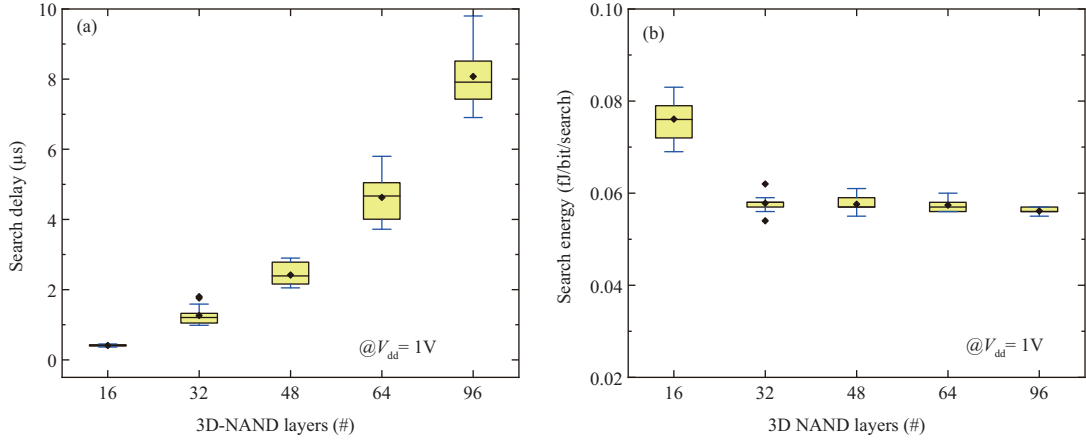 (a)
10
8
6
4
2
0
Search delay (μs)
@Vdd= 1V
16 32 48 64 96
3D-NAND layers (#)
(b)
0.10
0.08
0.06
0.04
0.02
Search energy (fJ/bit/search)
@Vdd= 1V
16 32 48 64 96
3D NAND layers (#)